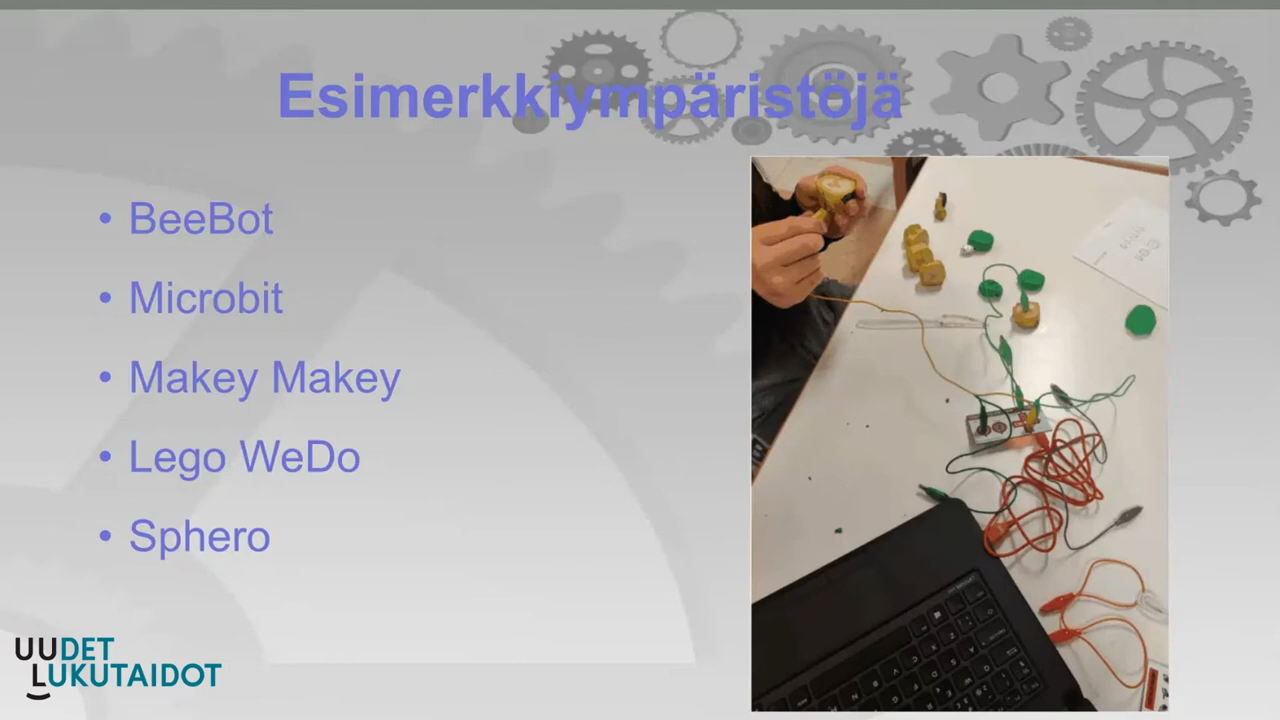 Esimerkkiympäristöjä
• BeeBot
• Microbit
• Makey Makey
• Lego WeDo
• Sphero
UUDET
LUKUTAIDOT